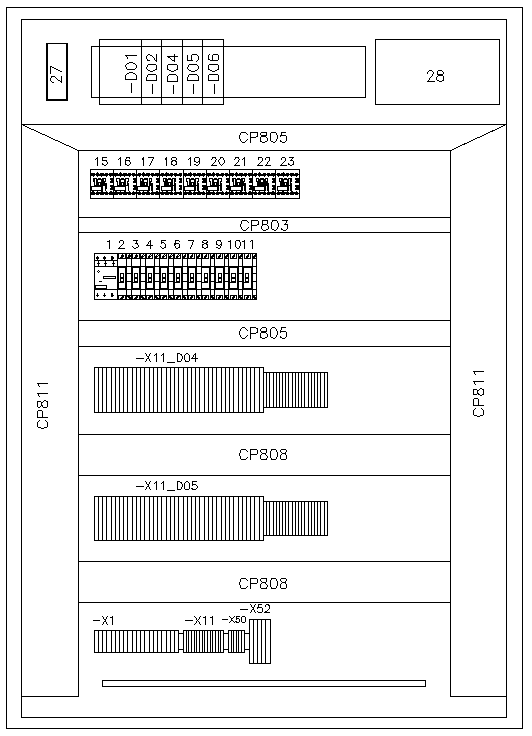 27
-D01
-D02
-D04
-D05
-D06
28
CP805
15 16 17 18 19 20 21 22 23
CP803
1 2 3 4 5 6 7 8 9 10 11
CP805
-X11_D04
CP811
CP811
CP808
-X11_D05
CP808
-X1
-X11
-X50
-X52